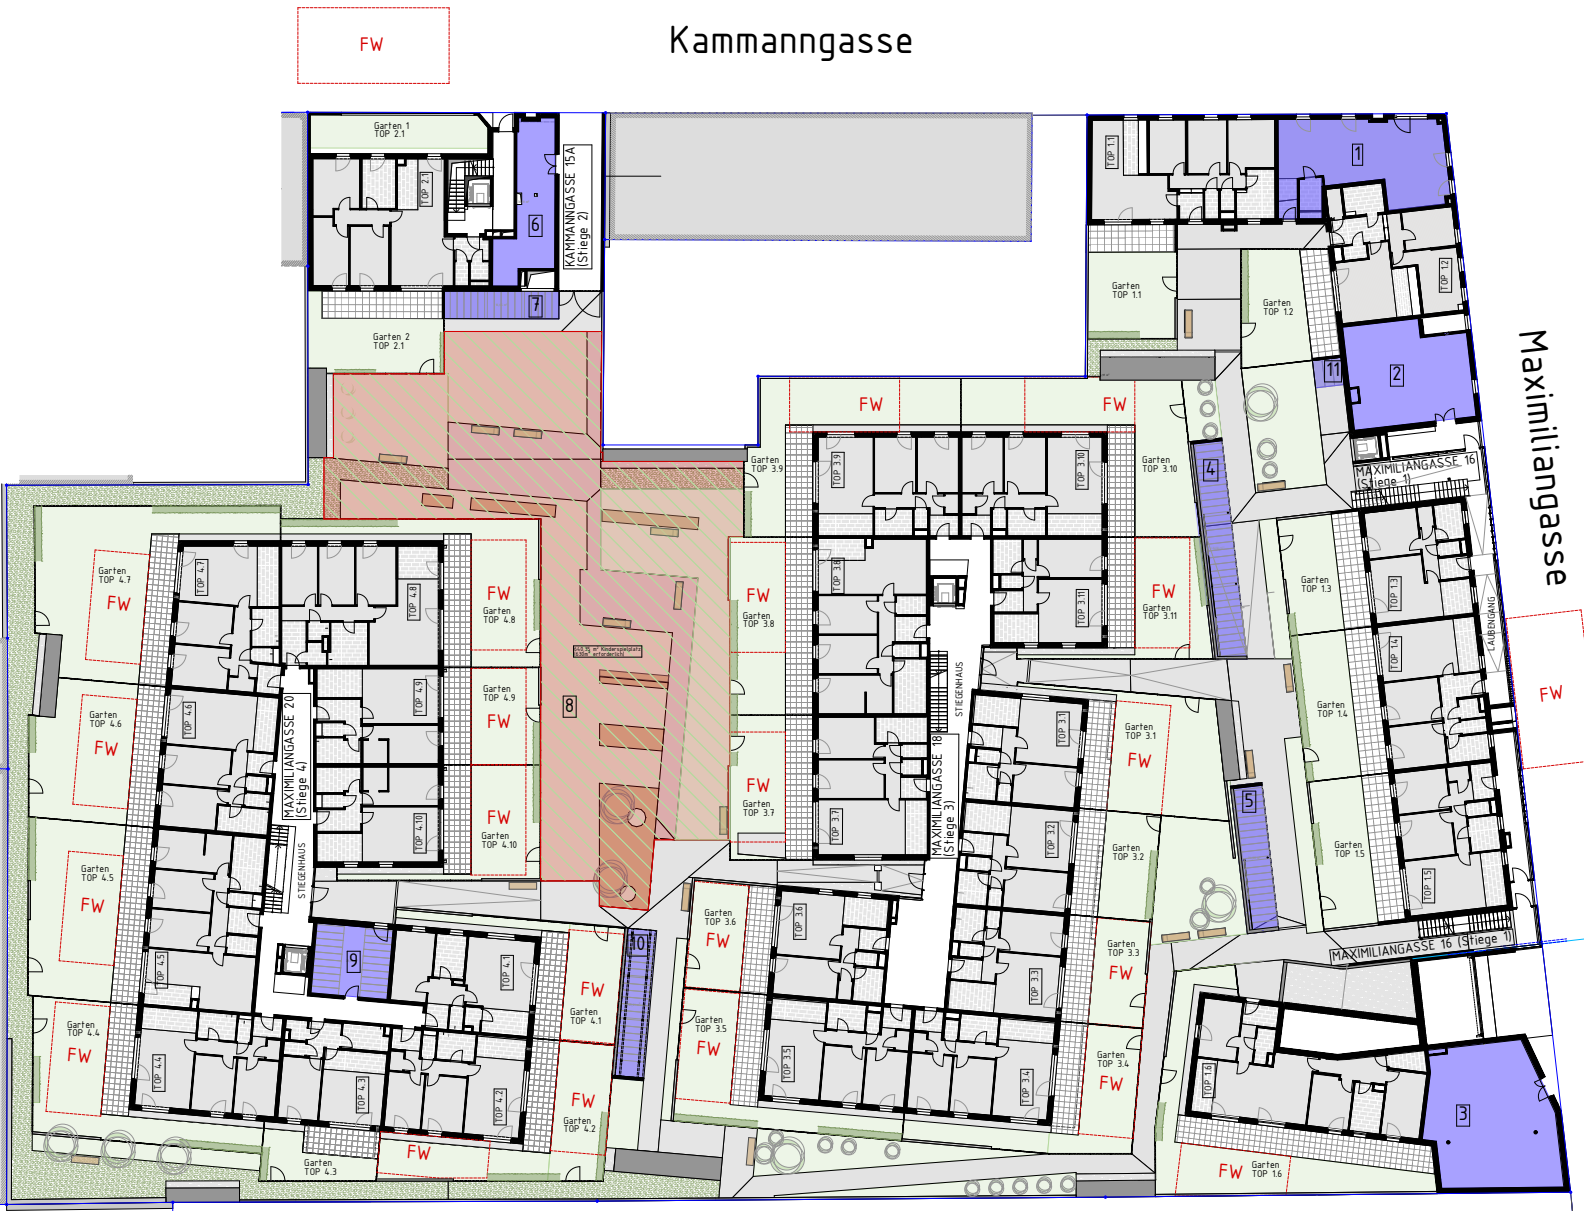 FW
Kammanngasse
Garten 1
TOP 2.1
TOP 2.1
6
KAMMANNGASSE 15A
(Stiege 2)
7
Garten 2
TOP 2.1
TOP 1.1
1
TOP 1.2
Garten
TOP 1.1
Garten
TOP 1.2
11
2
Maximiliangasse
MAXIMILIANGASSE 16
(Stiege 1)
FW
FW
Garten
TOP 3.9
TOP 3.9
TOP 3.10
Garten
TOP 3.10
4
Garten
TOP 4.7
FW
TOP 4.7
TOP 4.8
FW
Garten
TOP 4.8
FW
Garten
TOP 3.8
TOP 3.8
TOP 3.11
FW
Garten
TOP 3.11
Garten
TOP 1.3
TOP 1.3
LAUBENGANG
TOP 1.4
FW
640,35 m² Kinderspielplatz
(630m² erforderlich)
8
Garten
TOP 4.6
FW
TOP 4.6
MAXIMILIANGASSE 20
(Stiege 4)
TOP 4.9
Garten
TOP 4.9
FW
STIEGENHAUS
TOP 3.1
Garten
TOP 3.1
FW
Garten
TOP 1.4
MAXIMILIANGASSE 18
(Stiege 3)
FW
Garten
TOP 3.7
TOP 3.7
TOP 3.2
Garten
TOP 3.2
5
Garten
TOP 1.5
TOP 1.5
TOP 4.10
FW
Garten
TOP 4.10
Garten
TOP 4.5
FW
TOP 4.5
STIEGENHAUS
9
TOP 4.1
10
Garten
TOP 3.6
FW
TOP 3.6
TOP 3.3
Garten
TOP 3.3
FW
MAXIMILIANGASSE 16 (Stiege 1)
FW
Garten
TOP 4.1
Garten
TOP 4.4
FW
TOP 4.4
TOP 4.3
TOP 4.2
FW
Garten
TOP 4.2
Garten
TOP 3.5
FW
TOP 3.5
TOP 3.4
Garten
TOP 3.4
FW
TOP 1.6
3
Garten
TOP 4.3
FW
FW
Garten
TOP 1.6